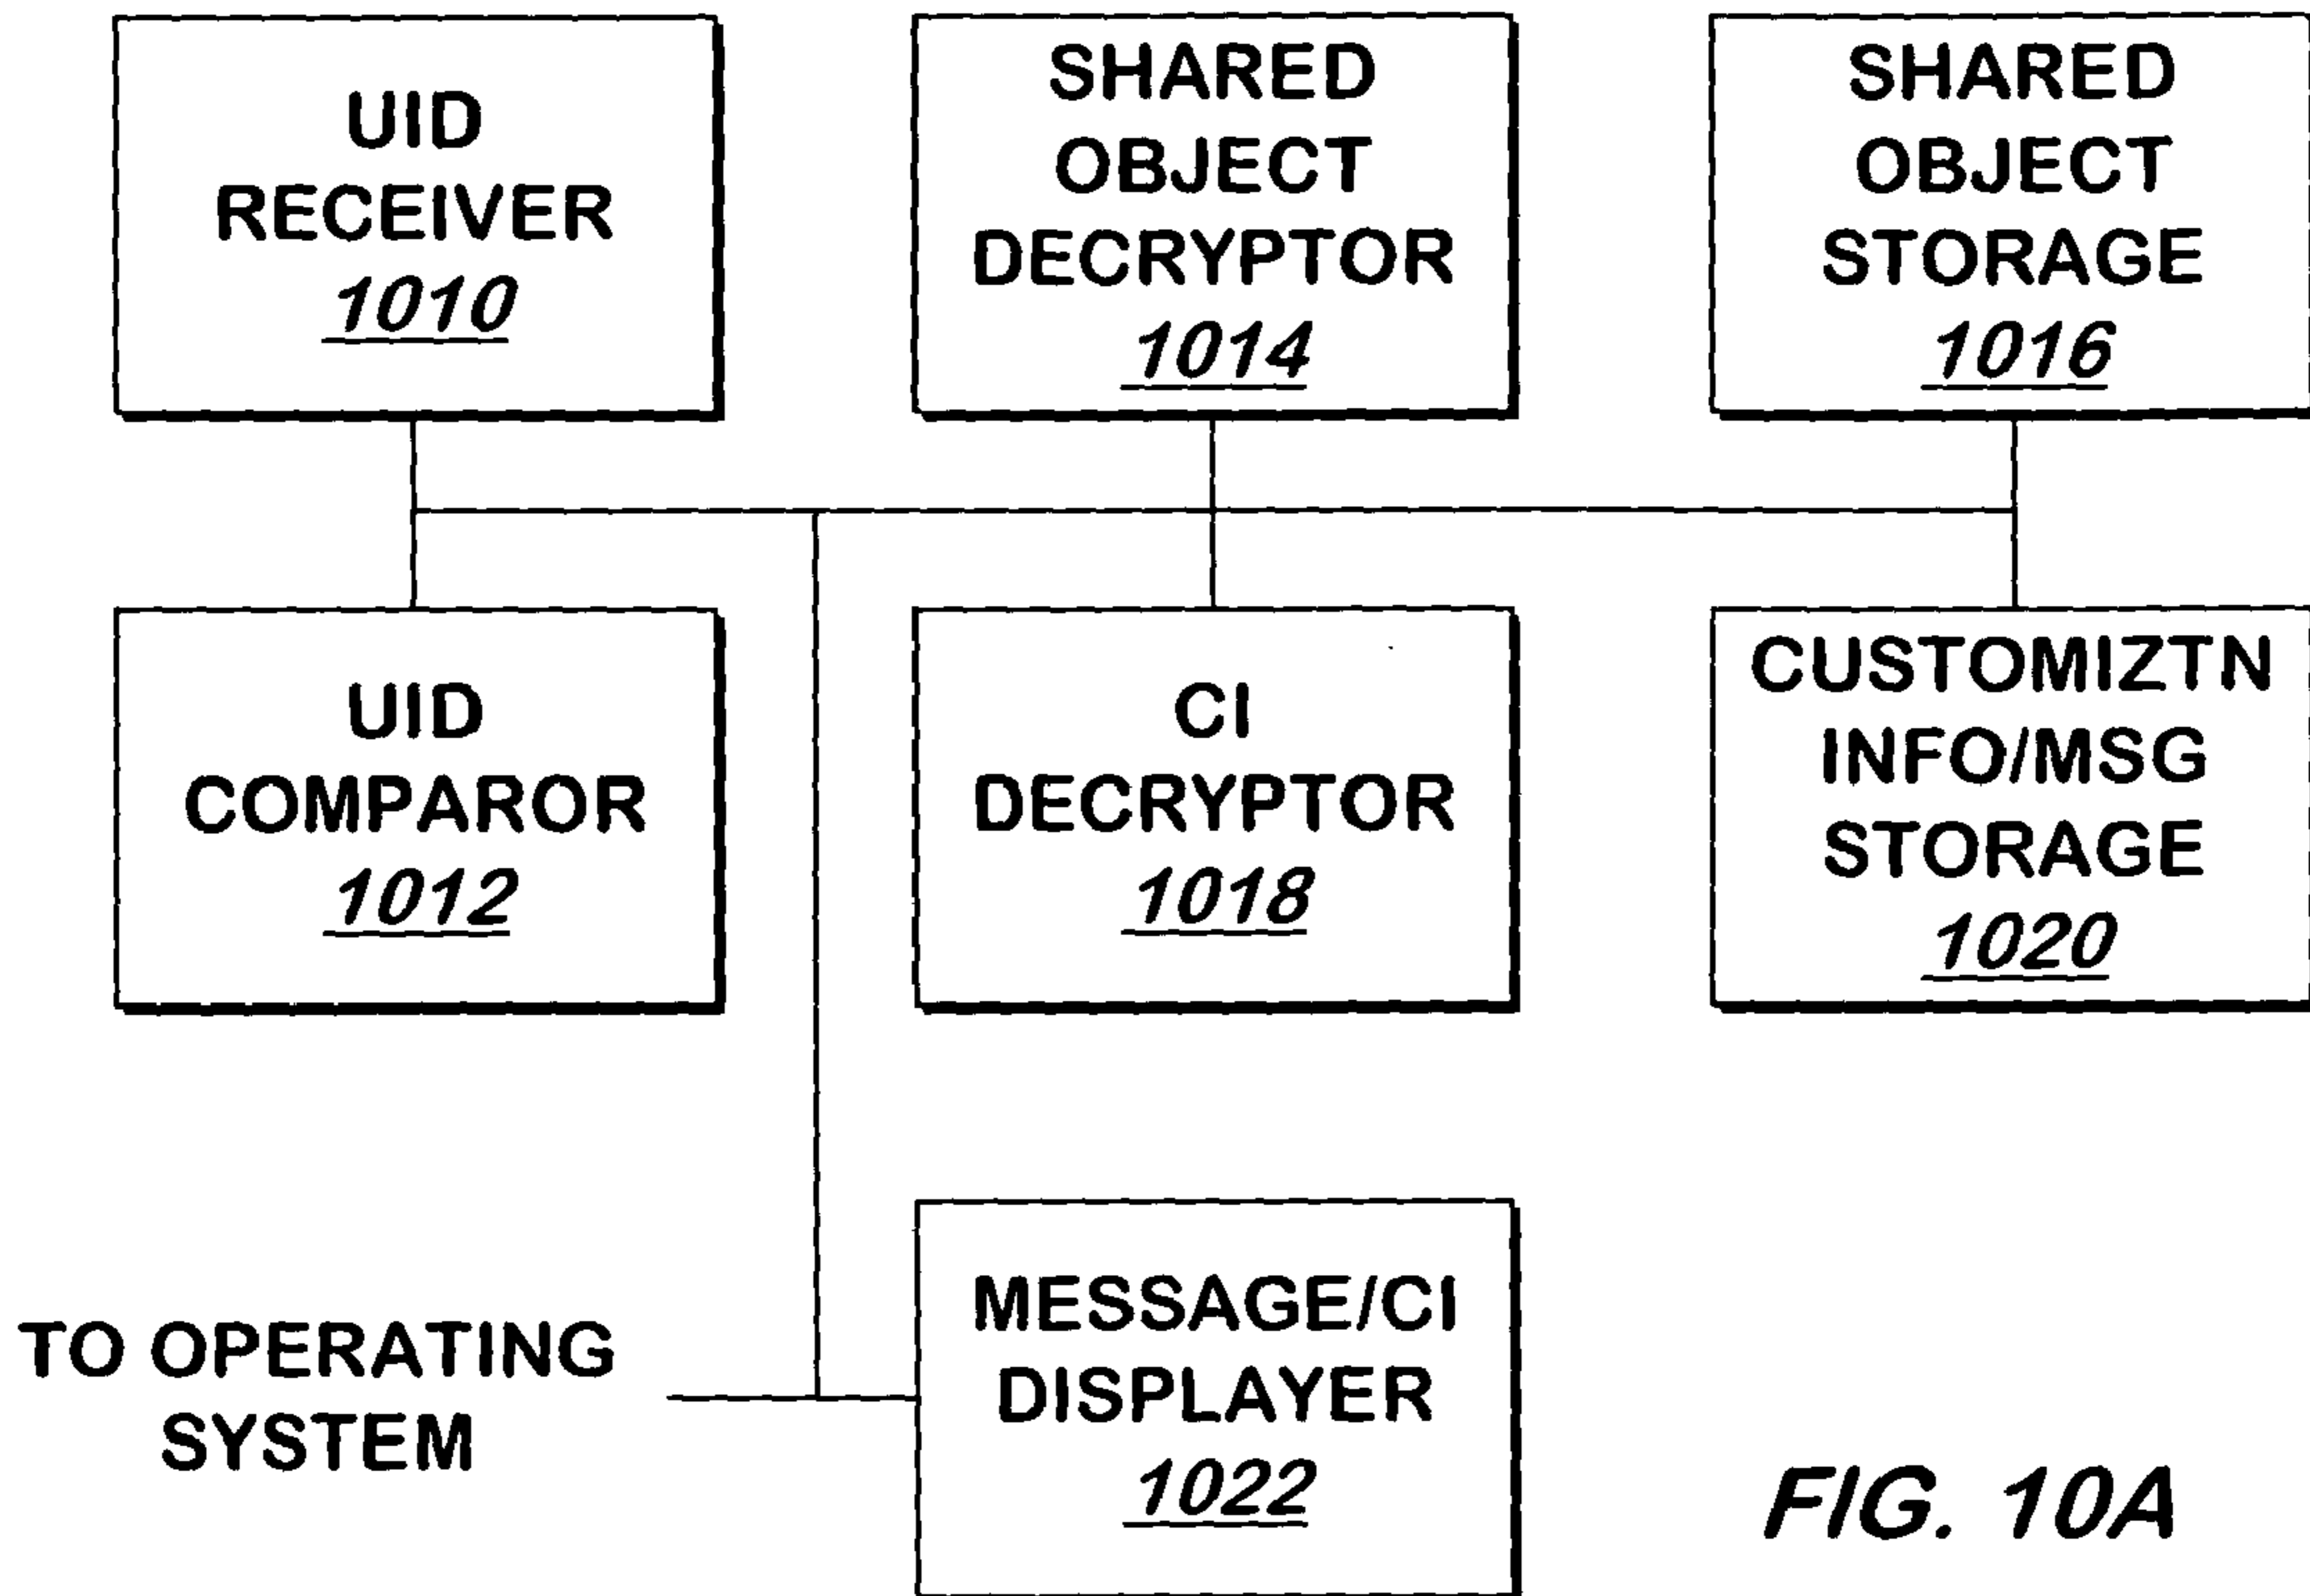 UID
RECEIVER
1010
SHARED
OBJECT
DECRYPTOR
1014
SHARED
OBJECT
STORAGE
1016
UID
COMPAROR
1012
CI
DECRYPTOR
1018
CUSTOMIZTN
INFO/MSG
STORAGE
1020
TO OPERATING
SYSTEM
MESSAGE/CI
DISPLAYER
1022
FIG. 10A